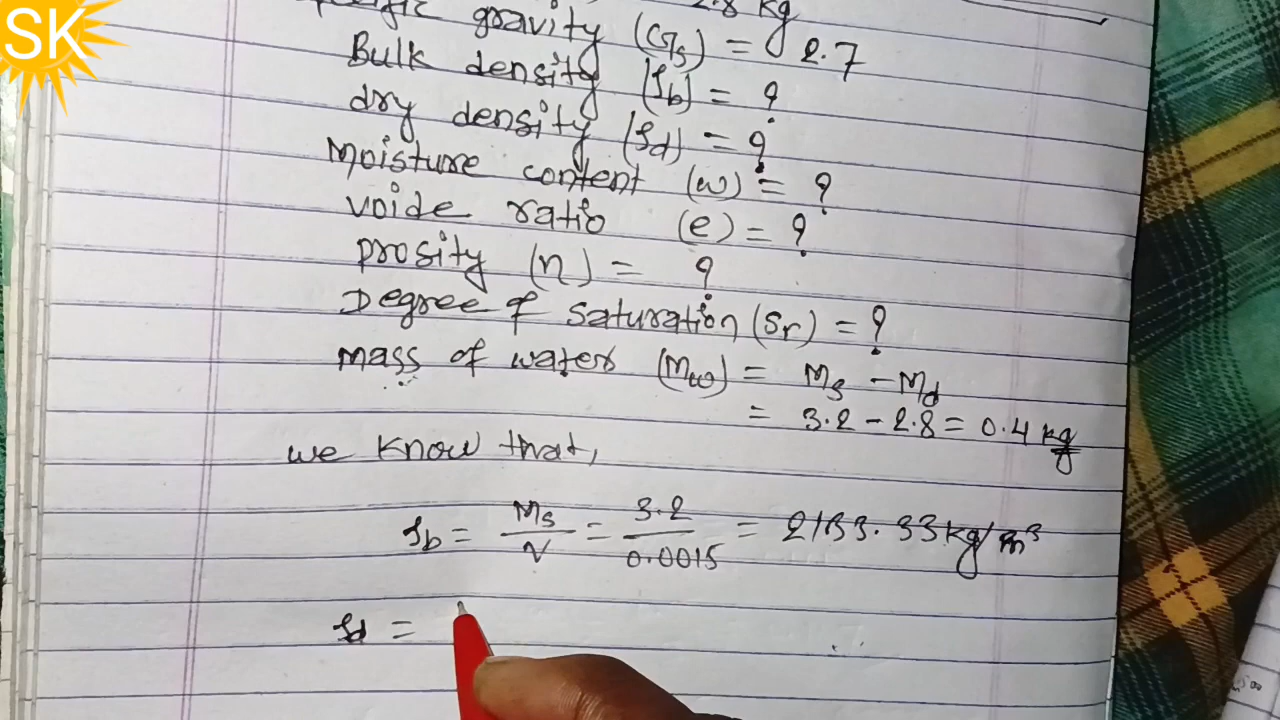 SK
gravity (Gs) = 2.7
2.8 kg
Bulk density (ρb) = ?
dry density (ρd) = ?
Moisture content (ω) = ?
voide ratio (e) = ?
prosity (n) = ?
Degree of saturation (Sr) = ?
mass of water (Mω) = Ms - Md
= 3.2 - 2.8 = 0.4 kg
we know that,
ρb = Ms/V = 3.2/0.0015 = 2133.33 kg/m³
ρd =